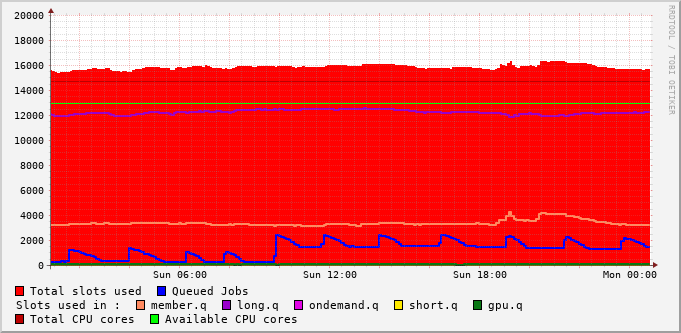 20000
18000
16000
14000
12000
10000
8000
6000
4000
2000
0
Sun 06:00 Sun 12:00 Sun 18:00 Mon 00:00
RRDTOOL / TOBI OETIKER
Total slots used Queued Jobs
Slots used in : member.q long.q ondemand.q short.q gpu.q
Total CPU cores Available CPU cores